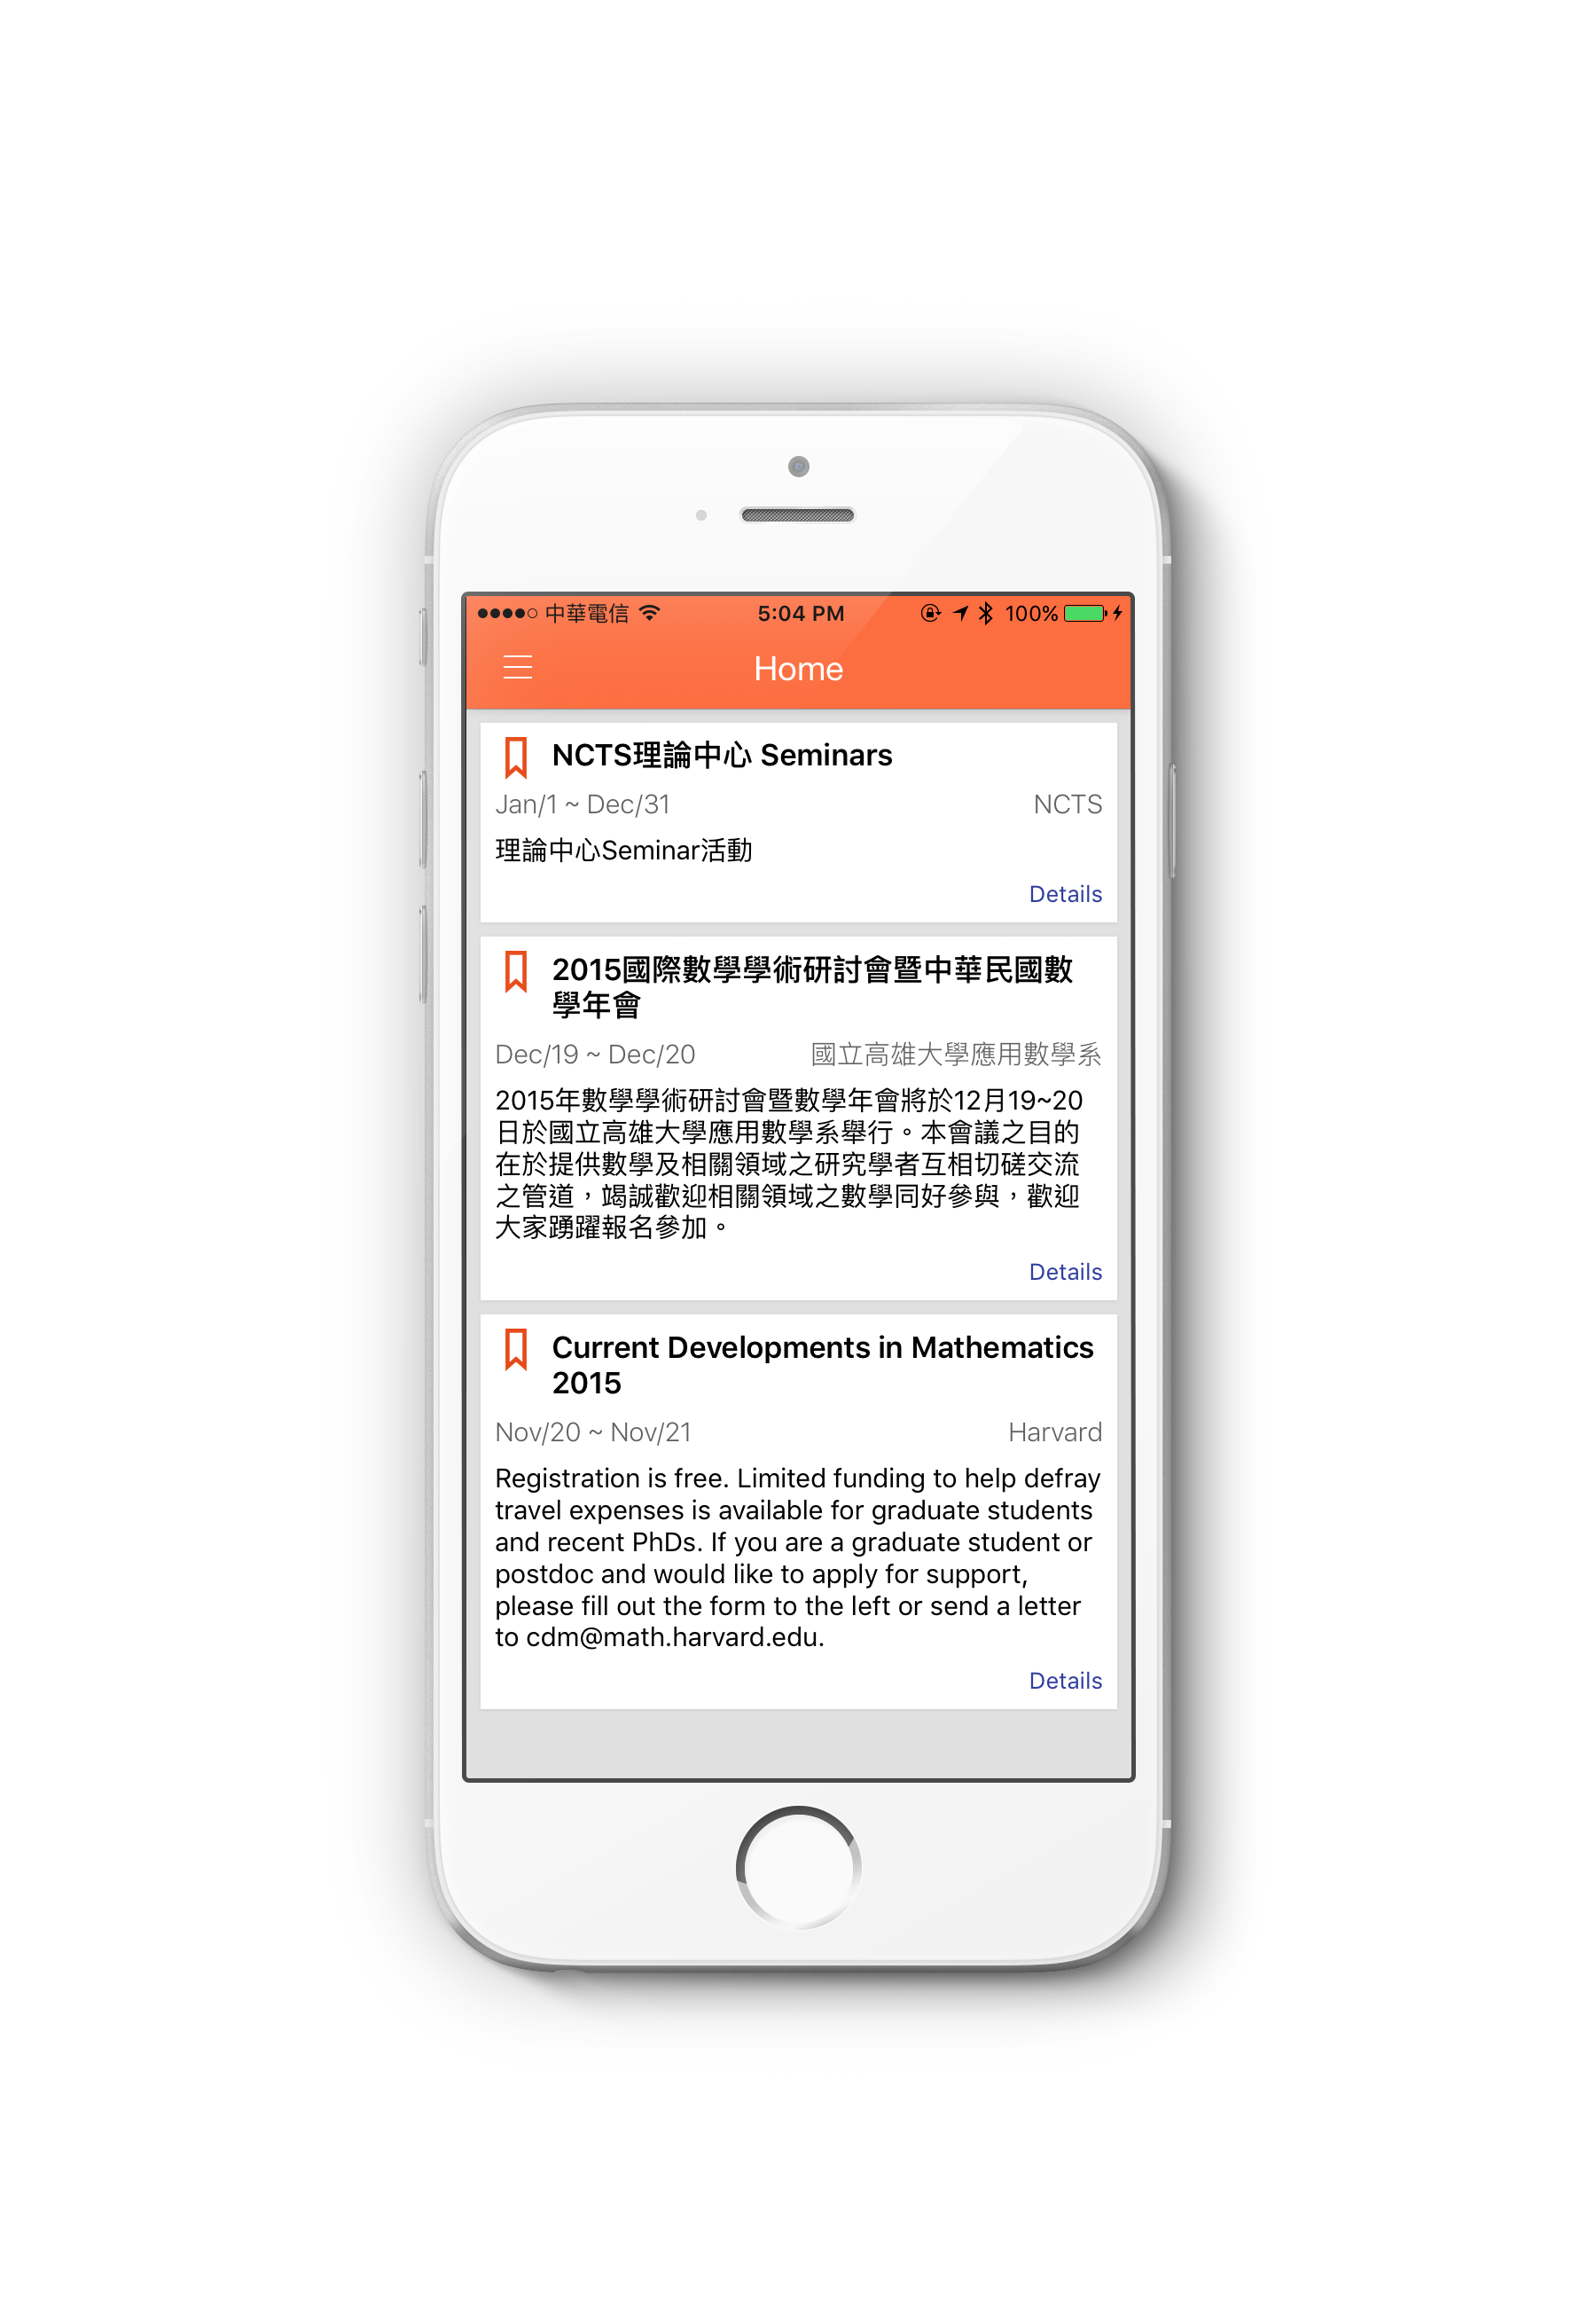 中華電信 5:04 PM 100%
Home
NCTS理論中心 Seminars
Jan/1 ~ Dec/31 NCTS
理論中心Seminar活動
Details
2015國際數學學術研討會暨中華民國數
學年會
Dec/19 ~ Dec/20 國立高雄大學應用數學系
2015年數學學術研討會暨數學年會將於12月19~20
日於國立高雄大學應用數學系舉行。本會議之目的
在於提供數學及相關領域之研究學者互相切磋交流
之管道，竭誠歡迎相關領域之數學同好參與，歡迎
大家踴躍報名參加。
Details
Current Developments in Mathematics
2015
Nov/20 ~ Nov/21 Harvard
Registration is free. Limited funding to help defray
travel expenses is available for graduate students
and recent PhDs. If you are a graduate student or
postdoc and would like to apply for support,
please fill out the form to the left or send a letter
to cdm@math.harvard.edu.
Details